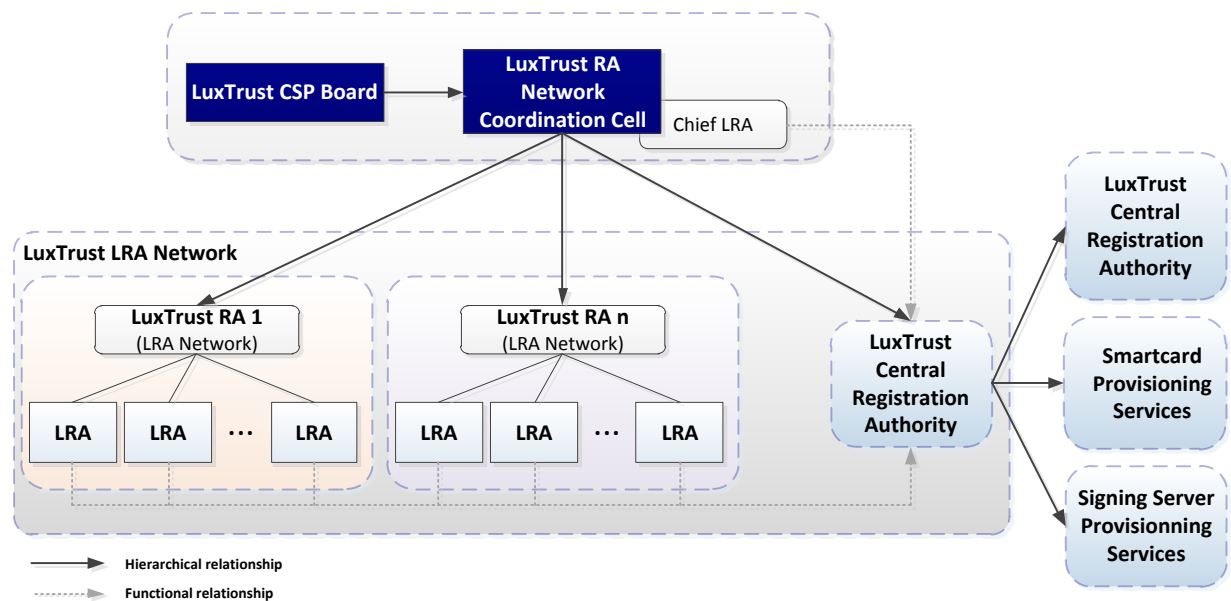 LuxTrust CSP Board
LuxTrust RA
Network
Coordination Cell
Chief LRA
LuxTrust
Central
Registration
Authority
LuxTrust LRA Network
LuxTrust RA 1
(LRA Network)
LuxTrust RA n
(LRA Network)
LuxTrust
Central
Registration
Authority
Smartcard
Provisioning
Services
LRA
LRA
...
LRA
LRA
LRA
...
LRA
Signing Server
Provisionning
Services
Hierarchical relationship
Functional relationship